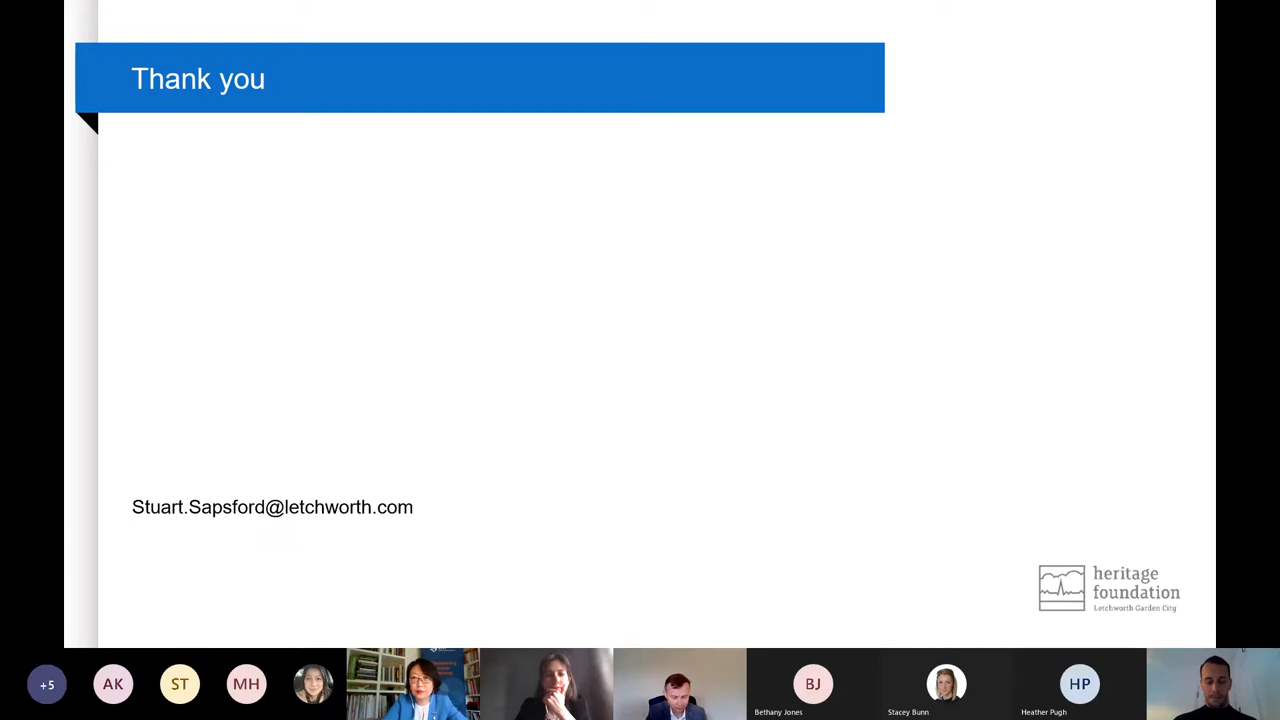 Thank you
Stuart.Sapsford@letchworth.com
heritage
foundation
Letchworth Garden City
+5
AK
ST
MH
BJ
Bethany Jones
Stacey Bunn
HP
Heather Pugh